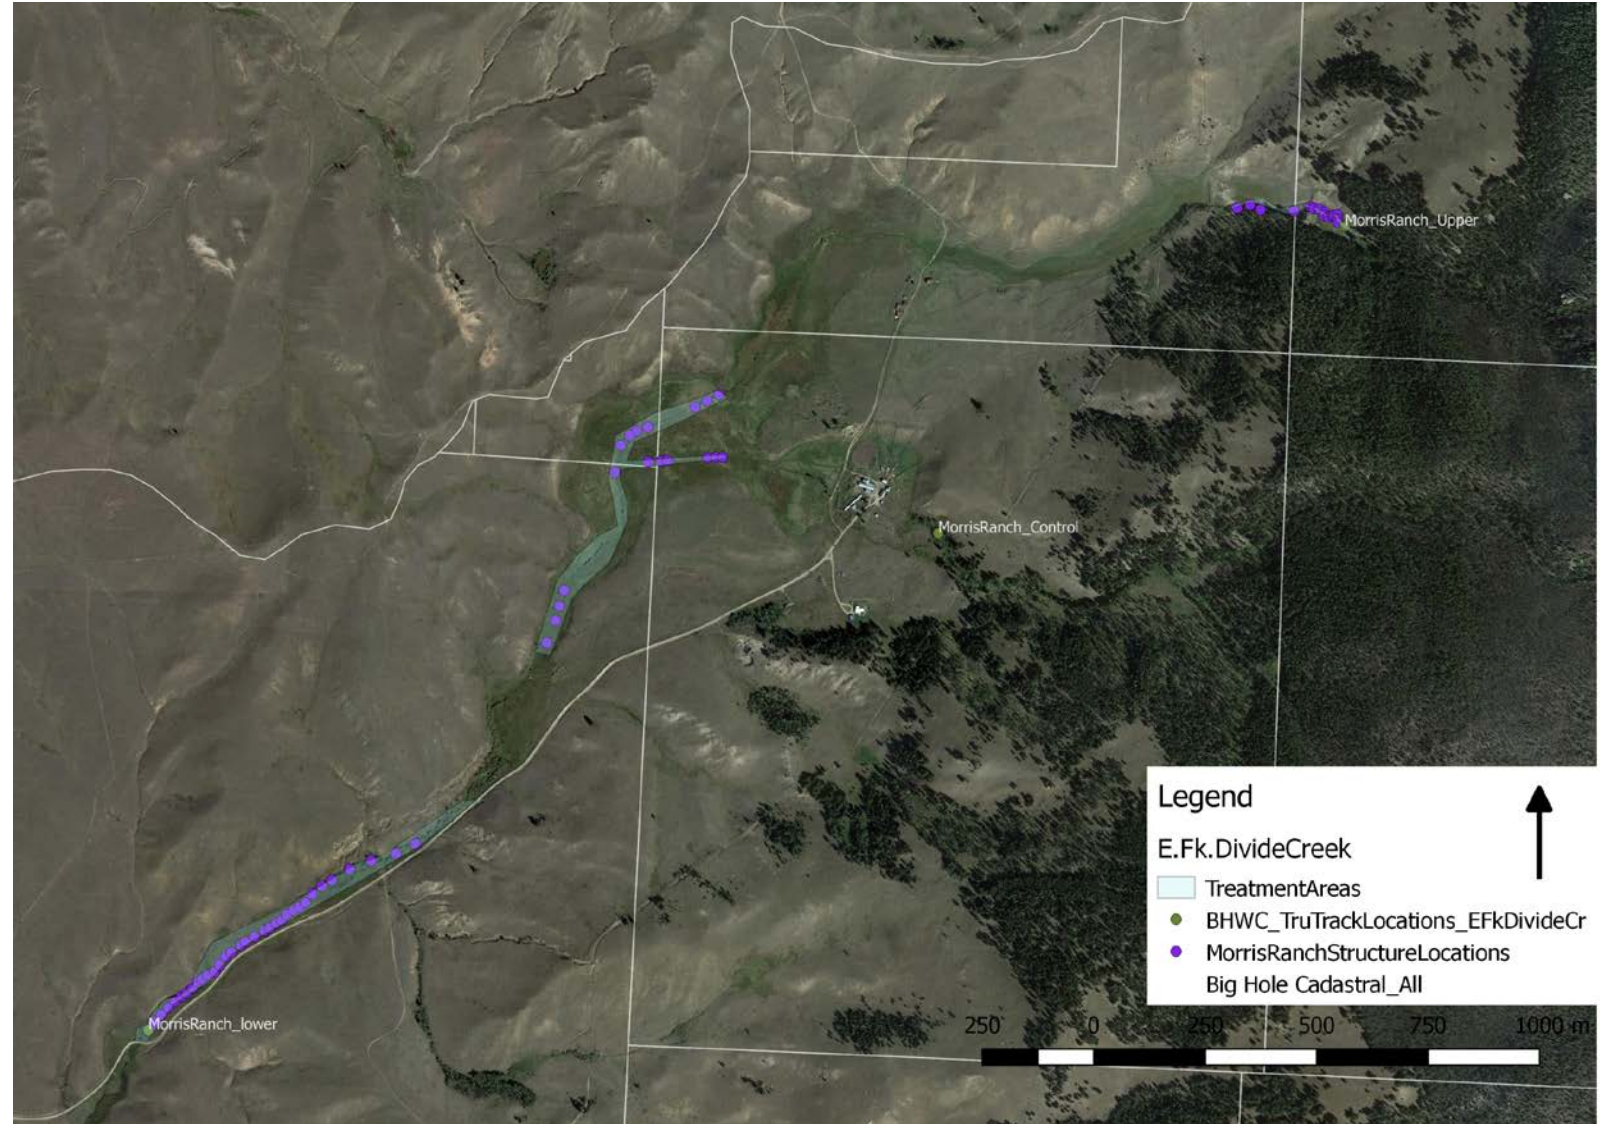 MorrisRanch_Upper
MorrisRanch_Control
MorrisRanch_lower
Legend
E.Fk.DivideCreek
TreatmentAreas
BHWC_TruTrackLocations_EFkDivideCr
MorrisRanchStructureLocations
Big Hole Cadastral_All
250 0 250 500 750 1000 m